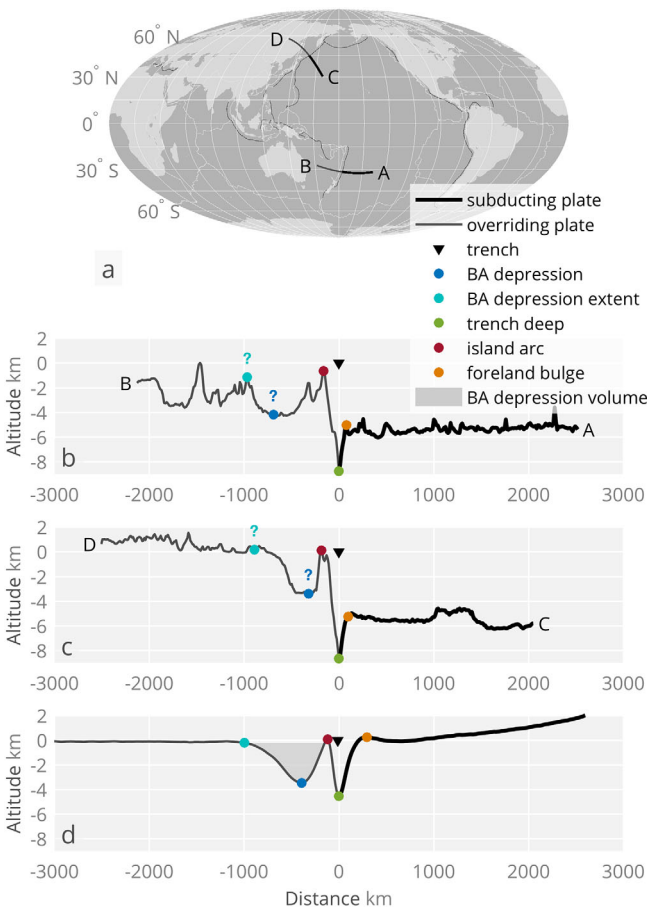 60° N
30° N
0°
30° S
60° S
D
C
B
A
a
subducting plate
overriding plate
trench
BA depression
BA depression extent
trench deep
island arc
foreland bulge
BA depression volume
Altitude km
2
0
-2
-4
-6
-8
B
?
?
A
b
-3000 -2000 -1000 0 1000 2000 3000
Altitude km
2
0
-2
-4
-6
-8
D
?
?
C
c
-3000 -2000 -1000 0 1000 2000 3000
Altitude km
2
0
-2
-4
-6
-8
d
-3000 -2000 -1000 0 1000 2000 3000
Distance km